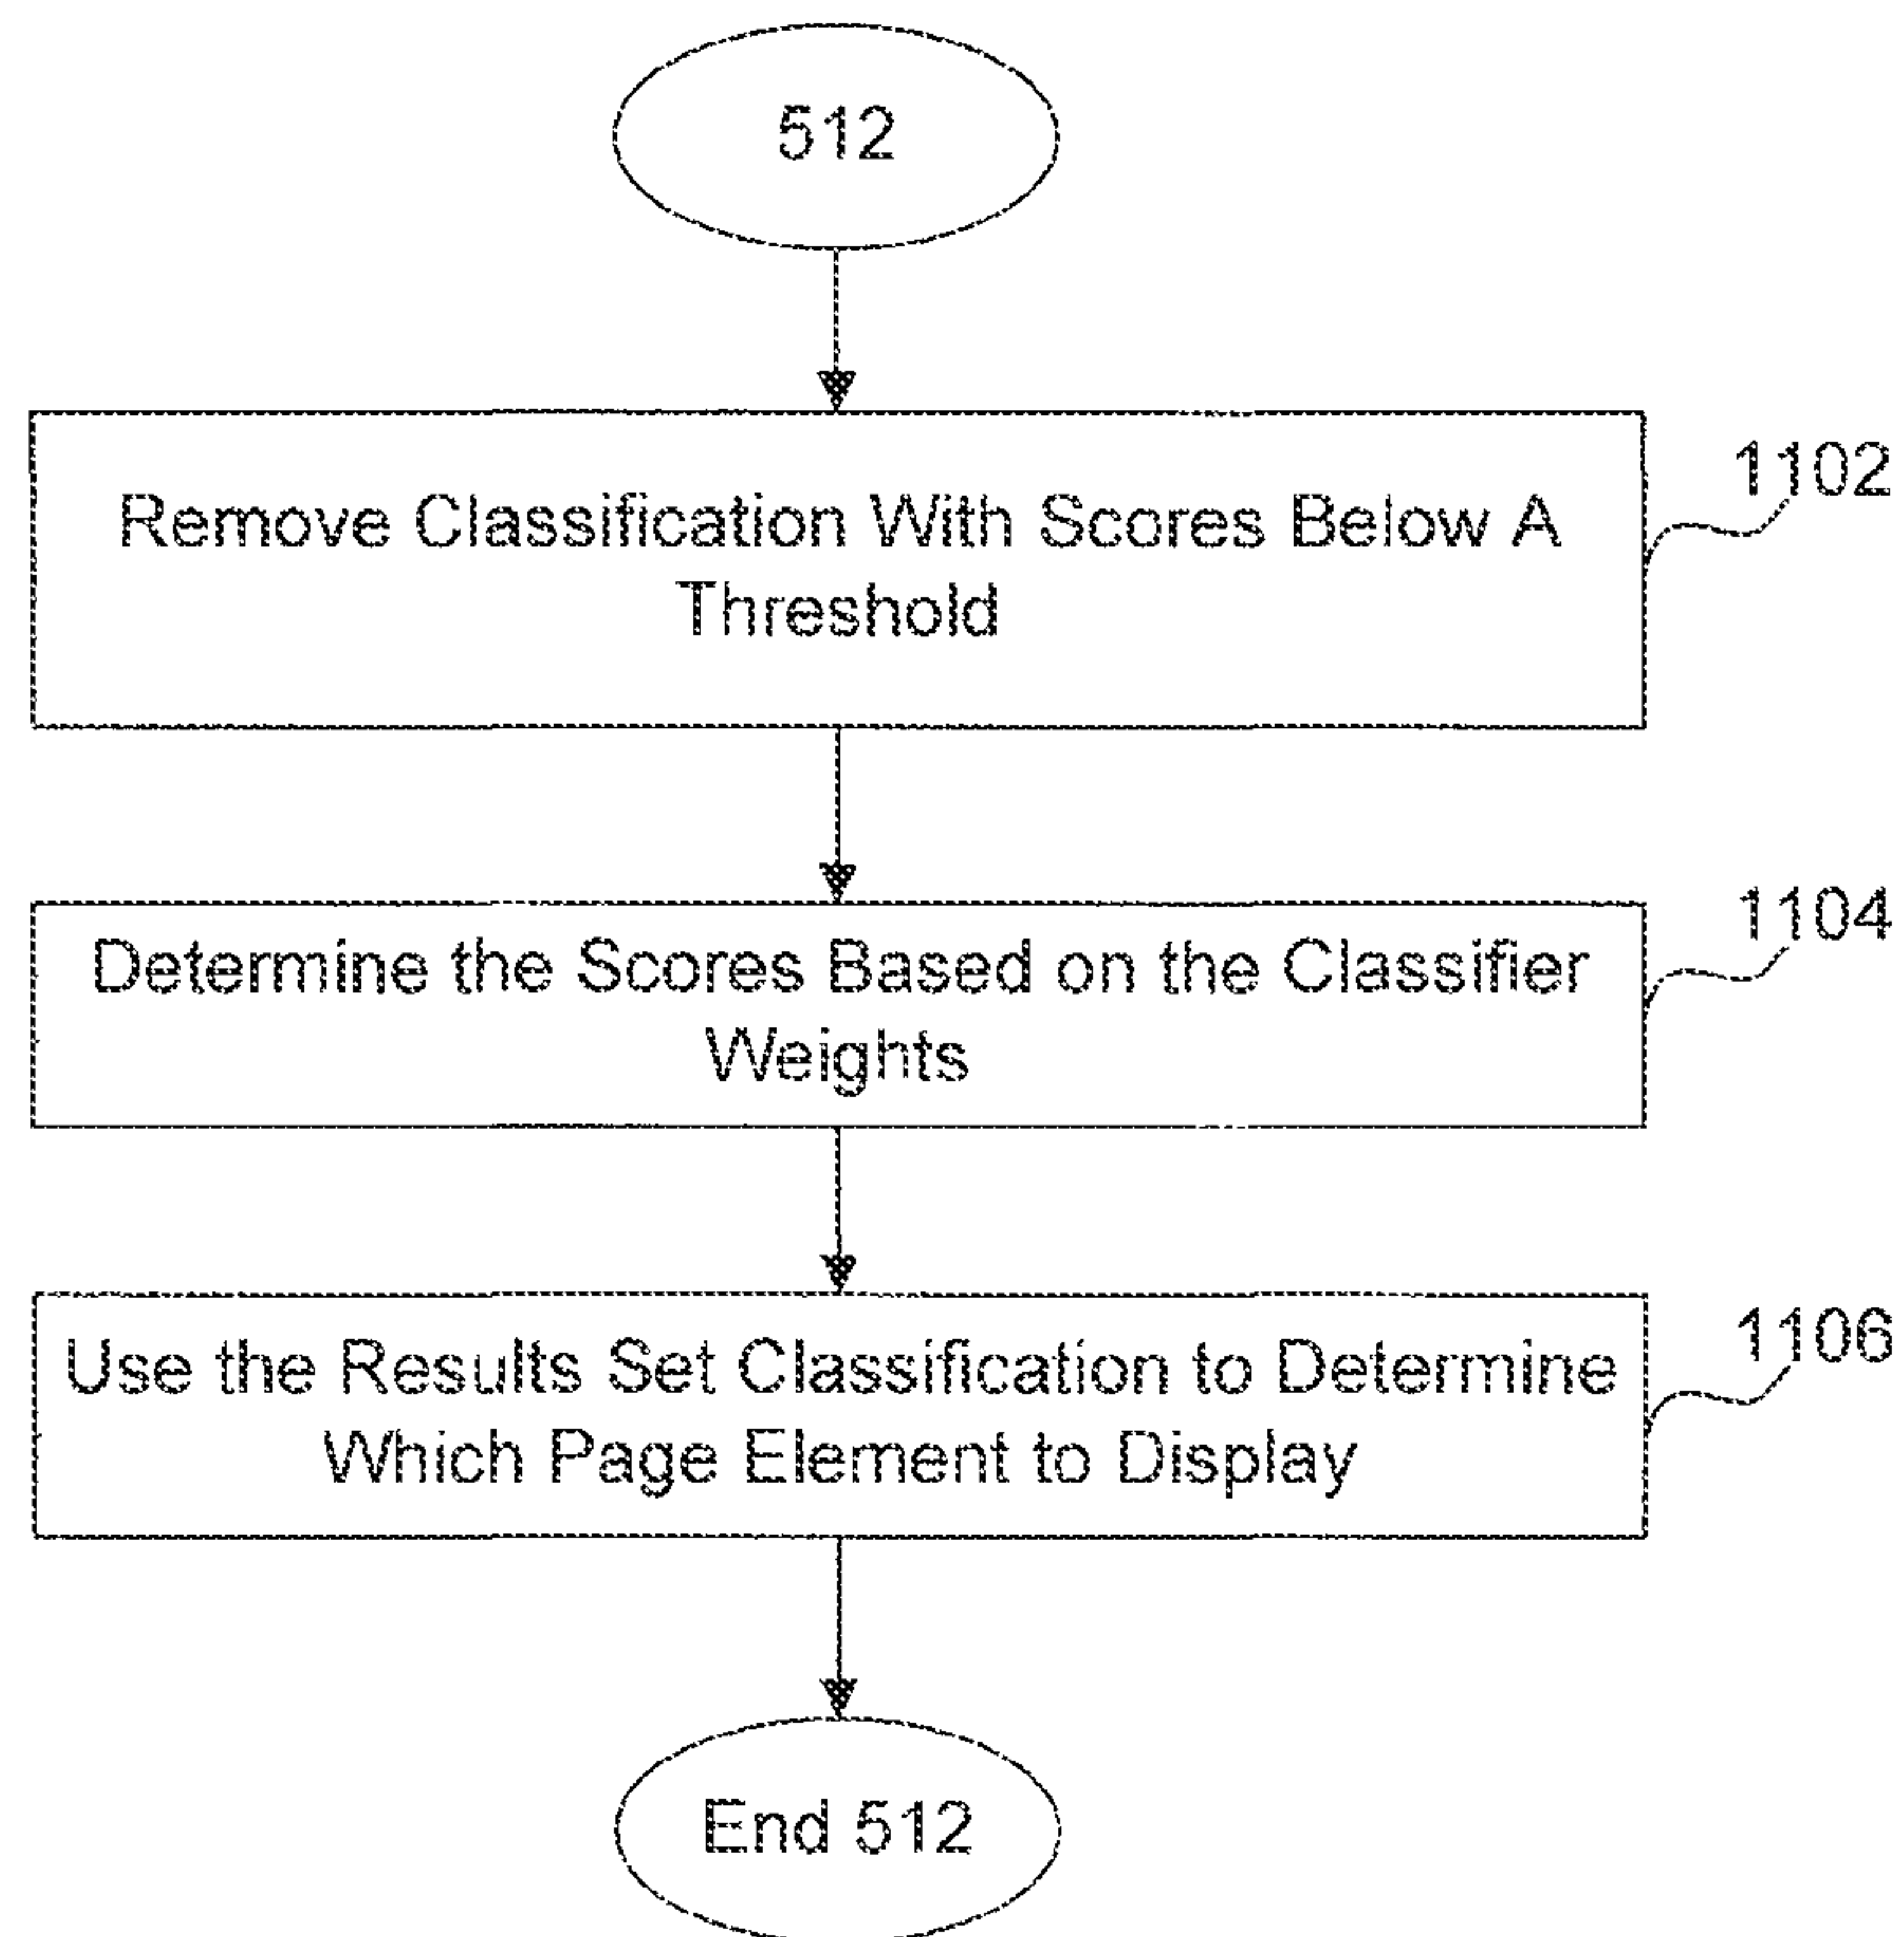 512
Remove Classification With Scores Below A
Threshold
1102
Determine the Scores Based on the Classifier
Weights
1104
Use the Results Set Classification to Determine
Which Page Element to Display
1106
End 512